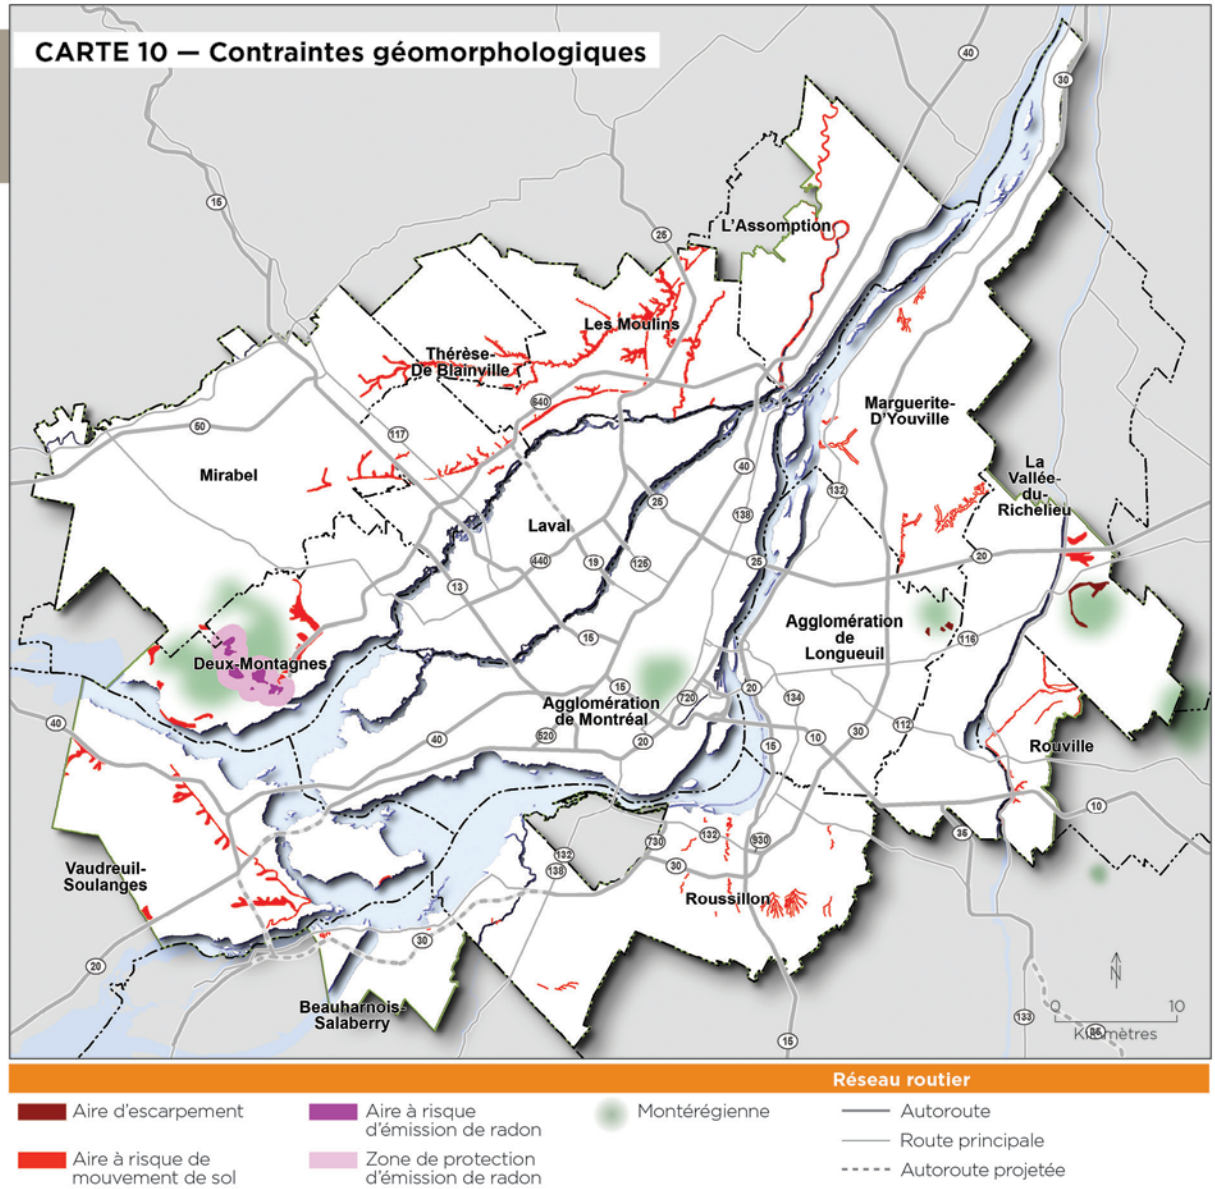 CARTE 10 — Contraintes géomorphologiques
40
30
15
25
L'Assomption
Les Moulins
Thérèse-
De Blainville
640
50
117
Marguerite-
D'Youville
Mirabel
40
La
Vallée-
du-
Richelieu
132
25
138
Laval
20
440
19
125
25
13
116
15
Agglomération
de
Longueuil
Deux-Montagnes
15
720
20
134
Agglomération
de Montréal
40
520
20
40
15
10
30
112
Rouville
10
132
730
930
35
132
138
30
Vaudreuil-
Soulanges
Roussillon
30
20
Beauharnois-
Salaberry
N
0 10
Kilomètres
133
35
15
Réseau routier
Aire d'escarpement
Aire à risque de
mouvement de sol
Aire à risque
d'émission de radon
Zone de protection
d'émission de radon
Montérégienne
Autoroute
Route principale
Autoroute projetée